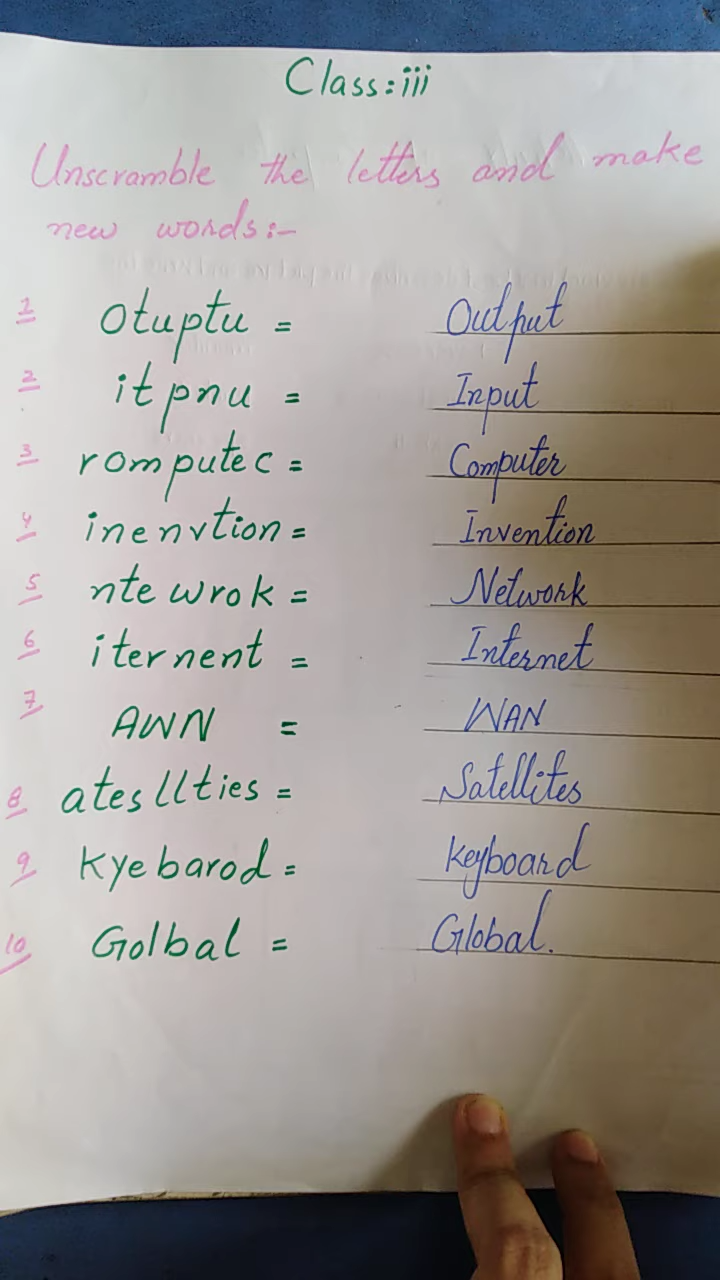 Class:iii
Unscramble the letters and make
new words:-
1 Otuptu = Output
2 itpnu = Input
3 romputec = Computer
4 inenvtion = Invention
5 ntewrok = Network
6 iternent = Internet
7 AWN = WAN
8 atesllties = Satellites
9 Kyebarod = Keyboard
10 Golbal = Global.